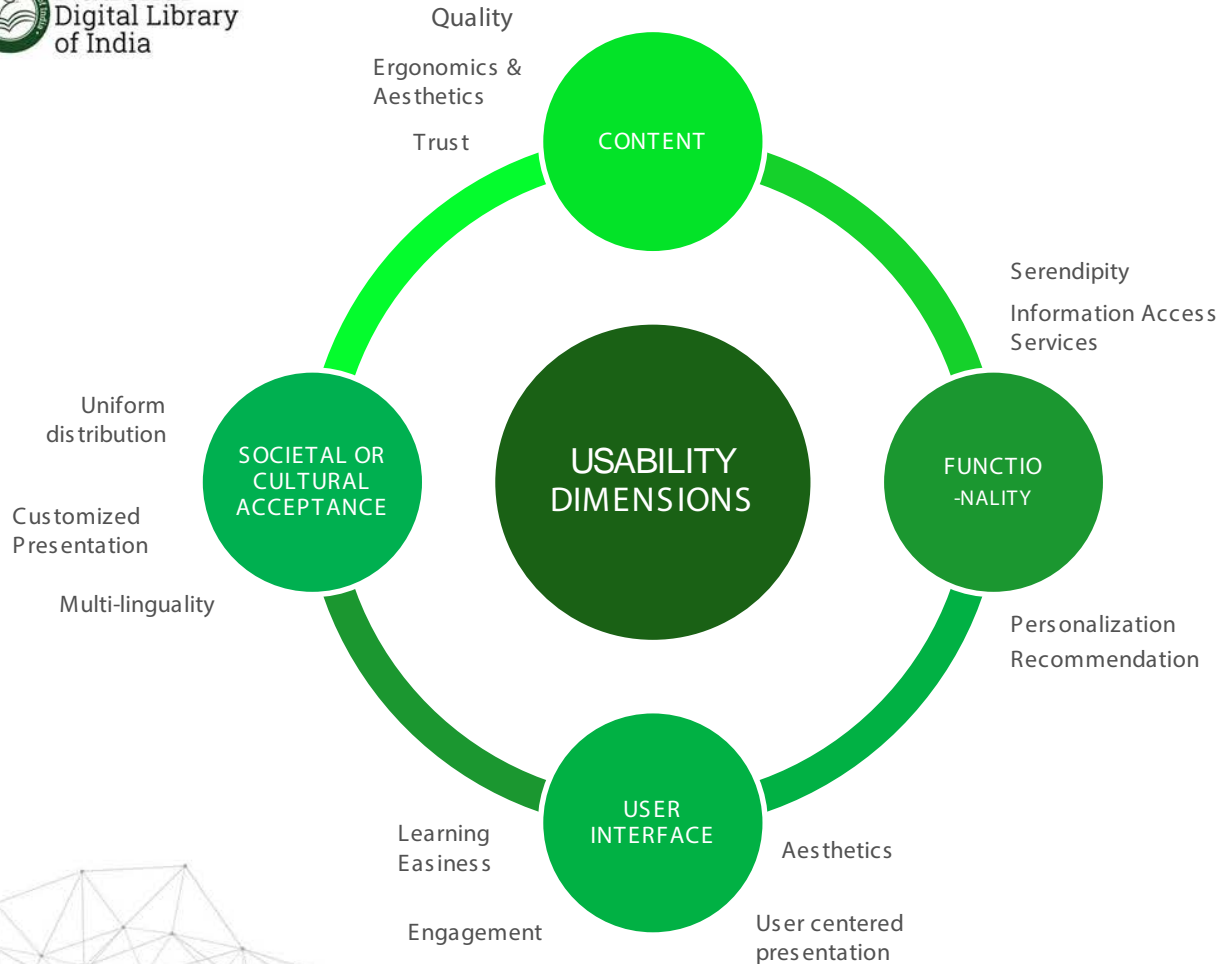 Digital Library
of India
Quality
Ergonomics &
Aesthetics
Trust
CONTENT
Serendipity
Information Access
Services
Uniform
distribution
SOCIETAL OR
CULTURAL
ACCEPTANCE
Customized
Presentation
Multi-linguality
USABILITY
DIMENSIONS
FUNCTIO
-NALITY
Personalization
Recommendation
USER
INTERFACE
Learning
Easiness
Engagement
Aesthetics
User centered
presentation